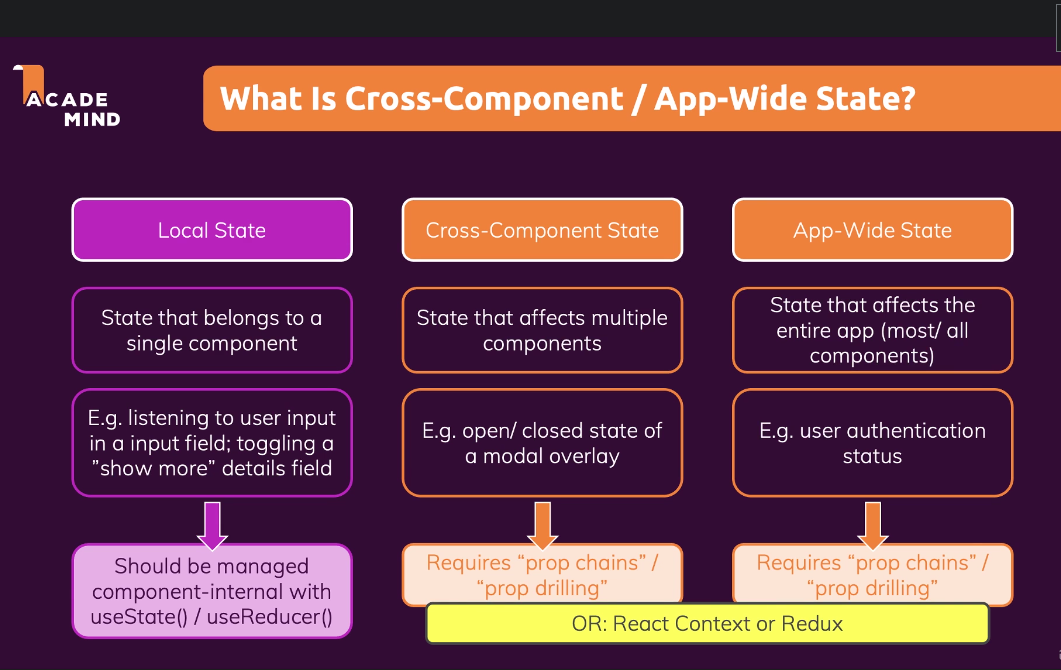 ACADE
MIND
What Is Cross-Component / App-Wide State?
Local State
State that belongs to a
single component
E.g. listening to user input
in a input field; toggling a
”show more” details field
Should be managed
component-internal with
useState() / useReducer()
Cross-Component State
State that affects multiple
components
E.g. open/ closed state of
a modal overlay
Requires “prop chains” /
“prop drilling”
App-Wide State
State that affects the
entire app (most/ all
components)
E.g. user authentication
status
Requires “prop chains” /
“prop drilling”
OR: React Context or Redux